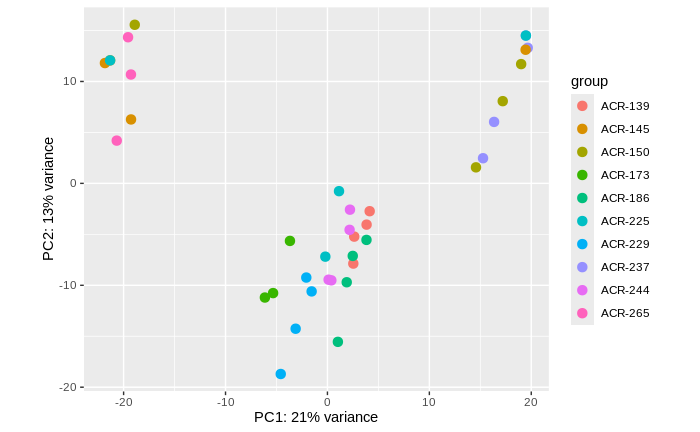 10
0
-10
-20
-20
-10
0
10
20
PC1: 21% variance
PC2: 13% variance
group
ACR-139
ACR-145
ACR-150
ACR-173
ACR-186
ACR-225
ACR-229
ACR-237
ACR-244
ACR-265